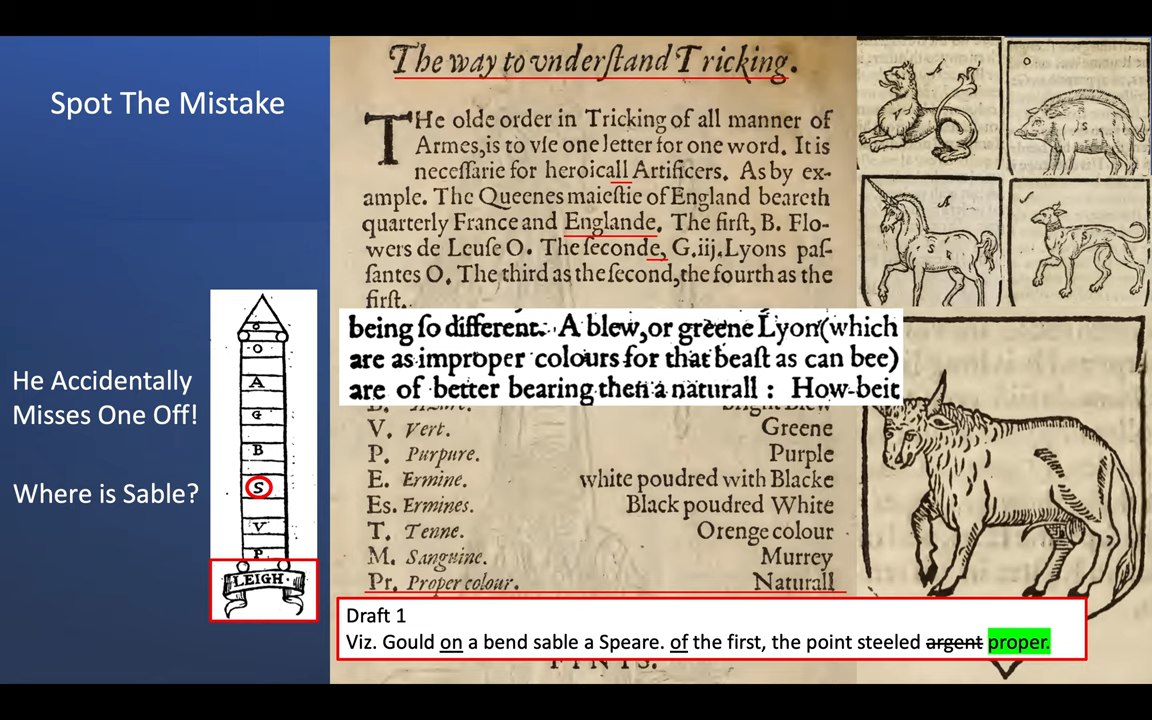 Spot The Mistake
He Accidentally
Misses One Off!
Where is Sable?
O
O
A
G
B
S
V
P
LEIGH.
The way to vnderſtand Tricking.
THe olde order in Tricking of all manner of
Armes, is to vſe one letter for one word. It is
neceſſarie for heroicall Artificers. As by ex-
ample. The Queenes maieſtie of England beareth
quarterly France and Englande. The firſt, B. Flo-
wers de Leuſe O. The ſeconde, G. iij. Lyons paſ-
ſantes O. The third as the ſecond, the fourth as the
firſt.
being ſo different. A blew, or greene Lyon (which
are as improper colours for that beaſt as can bee)
are of better bearing then a naturall : How-beit
V. Vert. Greene
P. Purpure. Purple
E. Ermine. white poudred with Blacke
Es. Ermines. Black poudred White
T. Tenne. Orenge colour
M. Sanguine. Murrey
Pr. Proper colour. Naturall
Draft 1
Viz. Gould on a bend sable a Speare. of the first, the point steeled argent proper.
A
O
S
A
S